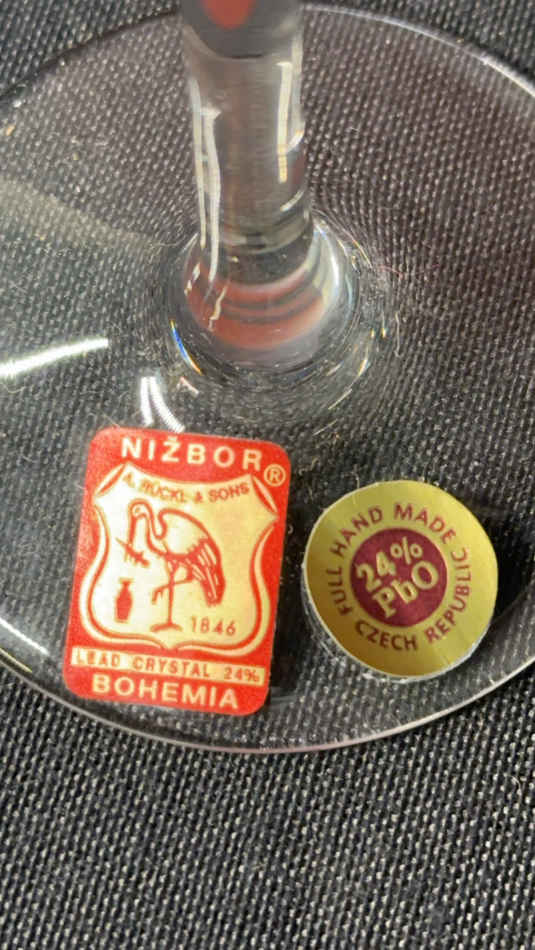 NIŽBOR®
A. RÜCKL & SONS
1846
LEAD CRYSTAL 24%
BOHEMIA
FULL HAND MADE
24%
PbO
CZECH REPUBLIC